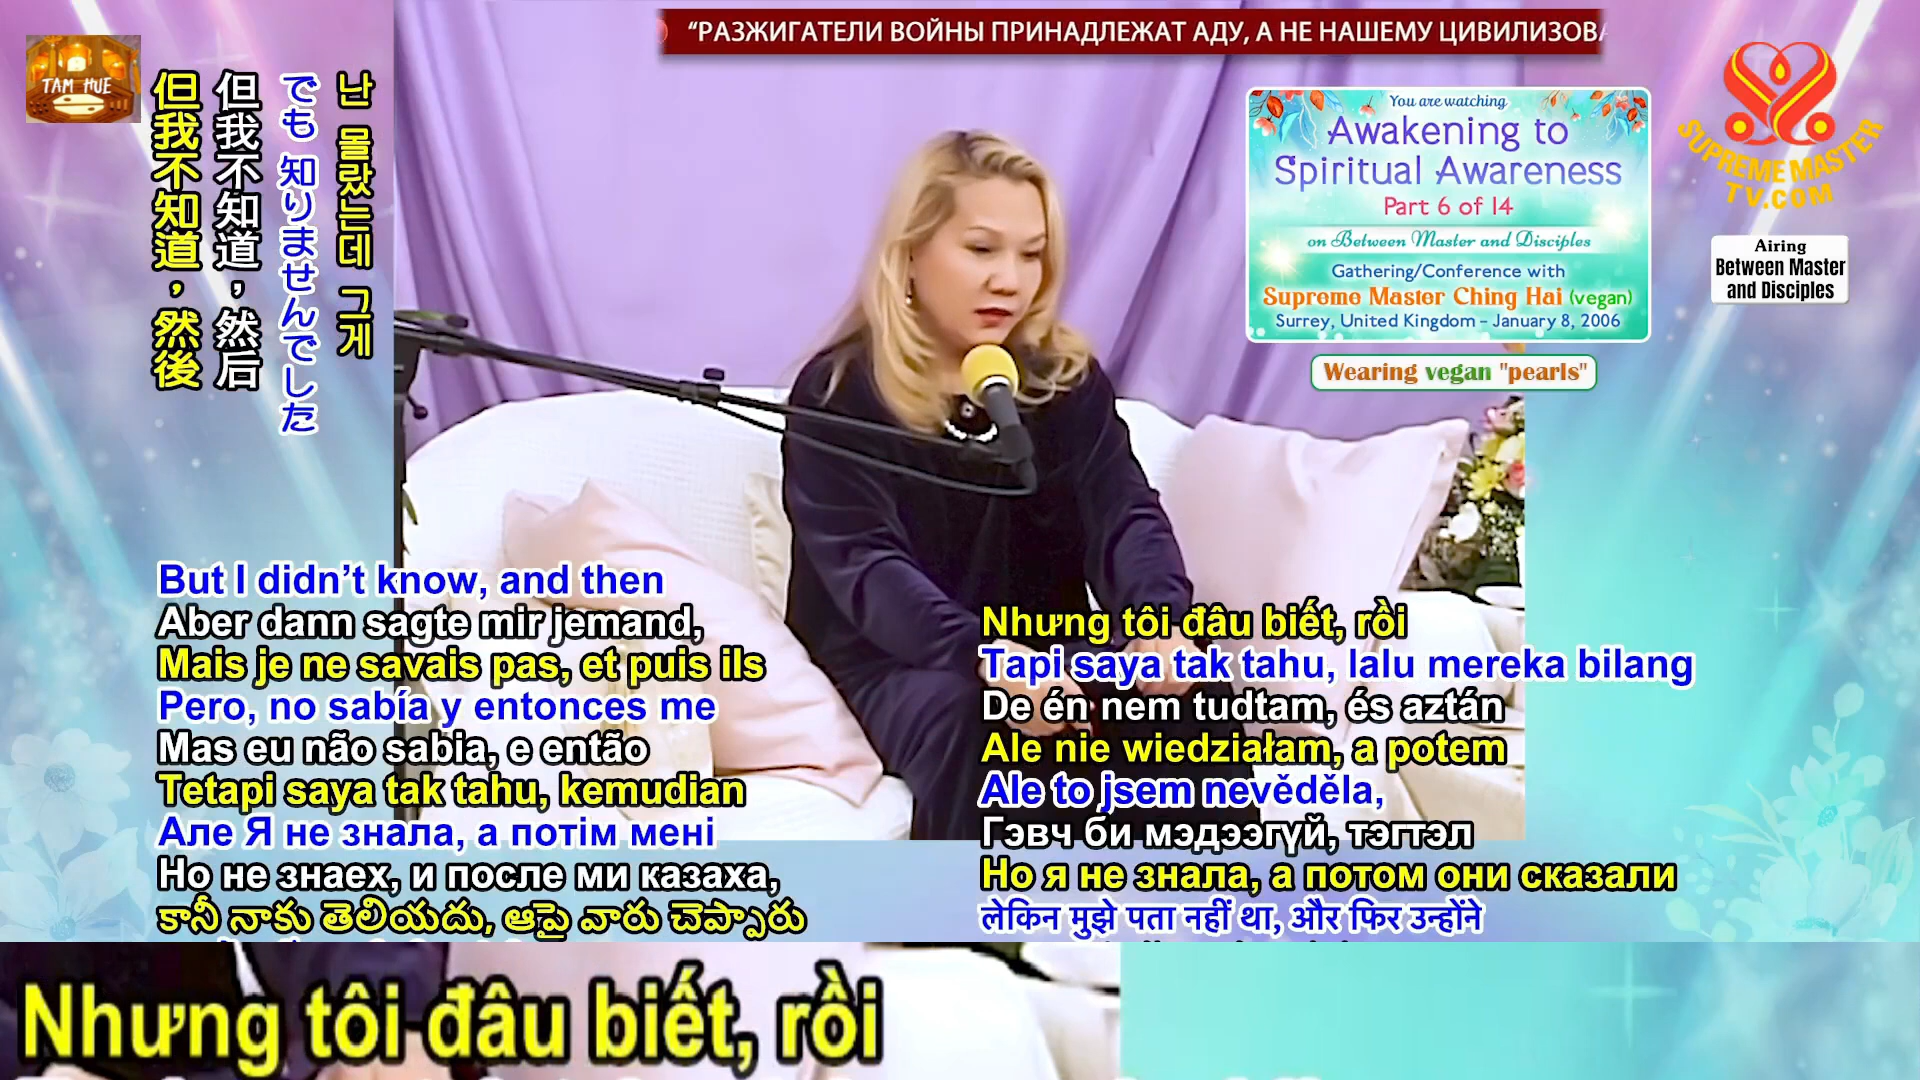 “РАЗЖИГАТЕЛИ ВОЙНЫ ПРИНАДЛЕЖАТ АДУ, А НЕ НАШЕМУ
TAM HUE
但我不知道，然後
但我不知道，然后
でも 知りませんでした
난 몰랐는데 그게
You are watching
Awakening to
Spiritual Awareness
Part 6 of 14
on Between Master and Disciples
Gathering/Conference with
Supreme Master Ching Hai (vegan)
Surrey, United Kingdom – January 8, 2006
Wearing vegan "pearls"
SUPREME MASTER
TV.COM
Airing
Between Master
and Disciples
But I didn’t know, and then
Aber dann sagte mir jemand,
Mais je ne savais pas, et puis ils
Pero, no sabía y entonces me
Mas eu não sabia, e então
Tetapi saya tak tahu, kemudian
Але Я не знала, а потім мені
Но не знаех, и после ми казаха,
కానీ నాకు తెలియదు, ఆపై వారు చెప్పారు
Nhưng tôi đâu biết, rồi
Tapi saya tak tahu, lalu mereka bilang
De én nem tudtam, és aztán
Ale nie wiedziałam, a potem
Ale to jsem nevěděla,
Гэвч би мэдээгүй, тэгтэл
Но я не знала, а потом они сказали
लेकिन मुझे पता नहीं था, और फिर उन्होंने
Nhưng tôi đâu biết, rồi